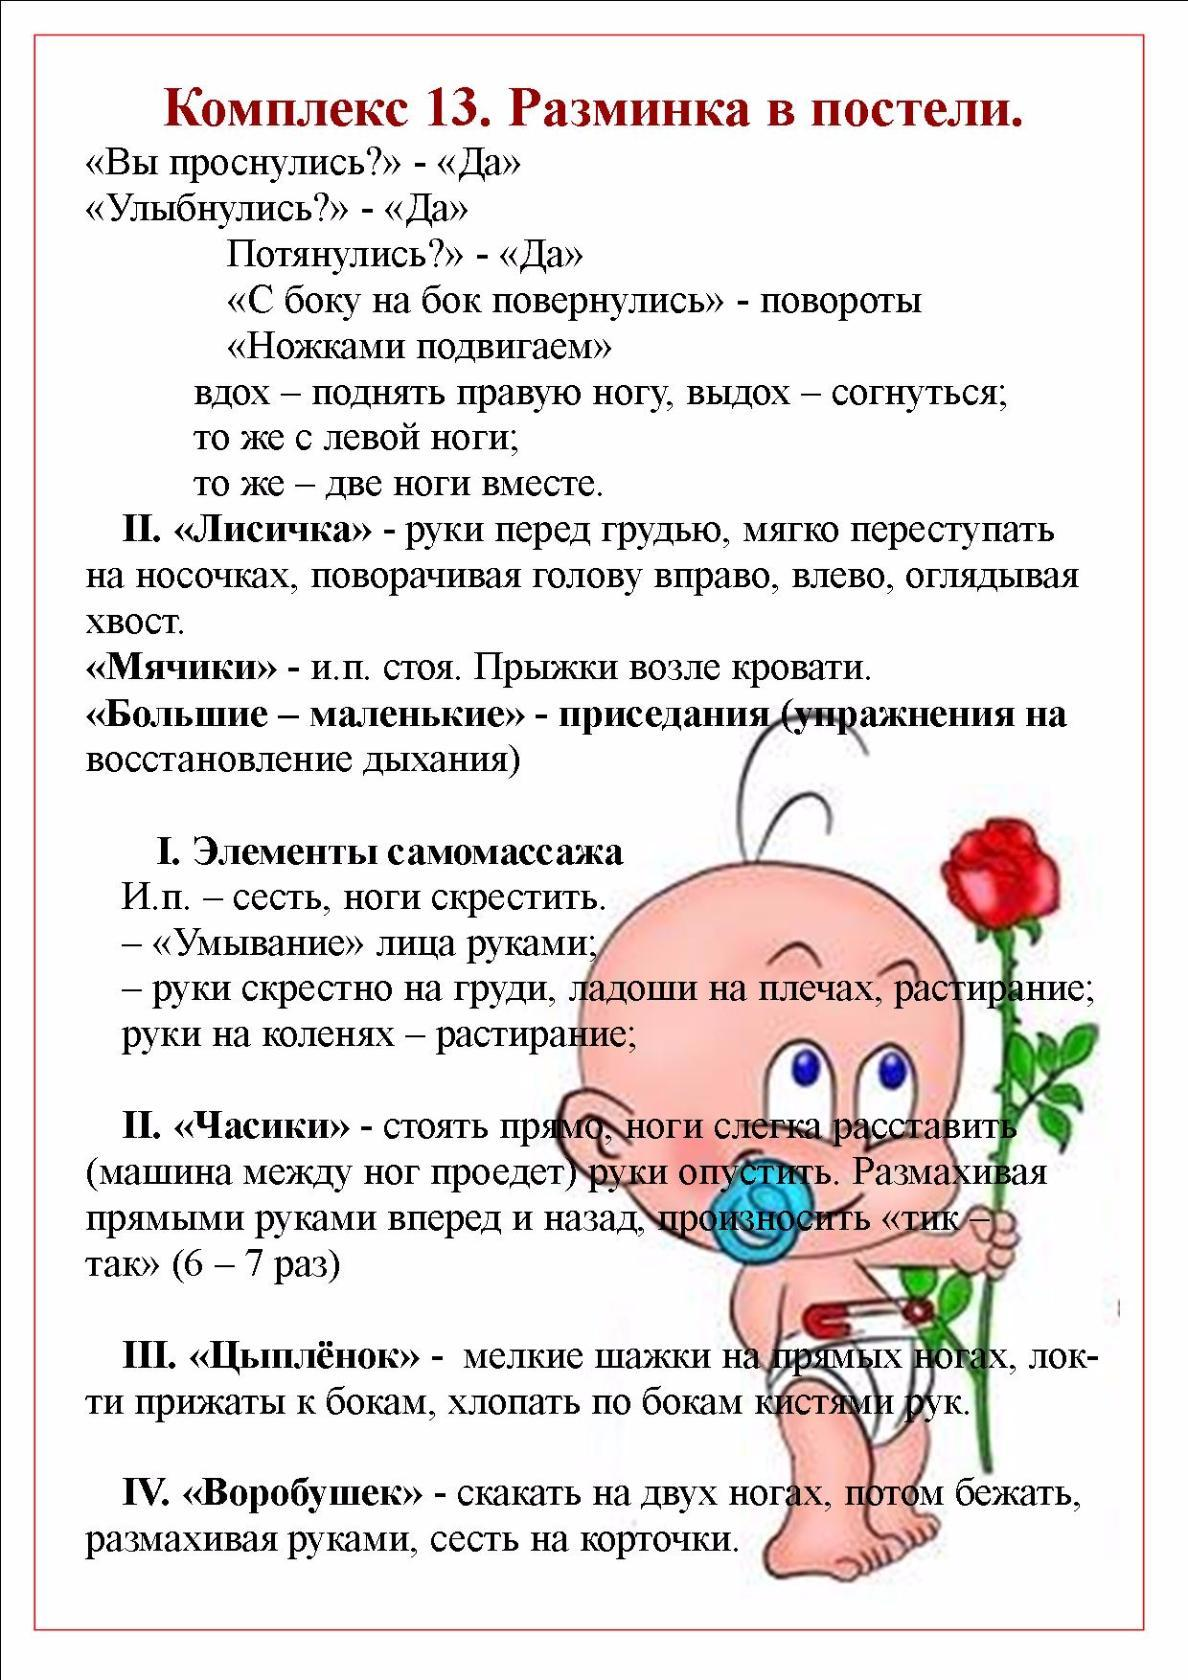 Комплекс 13. Разминка в постели.
«Вы проснулись?» - «Да»
«Улыбнулись?» - «Да»
Потянулись?» - «Да»
«С боку на бок повернулись» - повороты
«Ножками подвигаем»
вдох – поднять правую ногу, выдох – согнуться;
то же с левой ноги;
то же – две ноги вместе.
II. «Лисичка» - руки перед грудью, мягко переступать
на носочках, поворачивая голову вправо, влево, оглядывая
хвост.
«Мячики» - и.п. стоя. Прыжки возле кровати.
«Большие – маленькие» - приседания (упражнения на
восстановление дыхания)
I. Элементы самомассажа
И.п. – сесть, ноги скрестить.
– «Умывание» лица руками;
– руки скрестно на груди, ладоши на плечах, растирание;
руки на коленях – растирание;
II. «Часики» - стоять прямо, ноги слегка расставить
(машина между ног проедет) руки опустить. Размахивая
прямыми руками вперед и назад, произносить «тик –
так» (6 – 7 раз)
III. «Цыплёнок» - мелкие шажки на прямых ногах, лок-
ти прижаты к бокам, хлопать по бокам кистями рук.
IV. «Воробушек» - скакать на двух ногах, потом бежать,
размахивая руками, сесть на корточки.